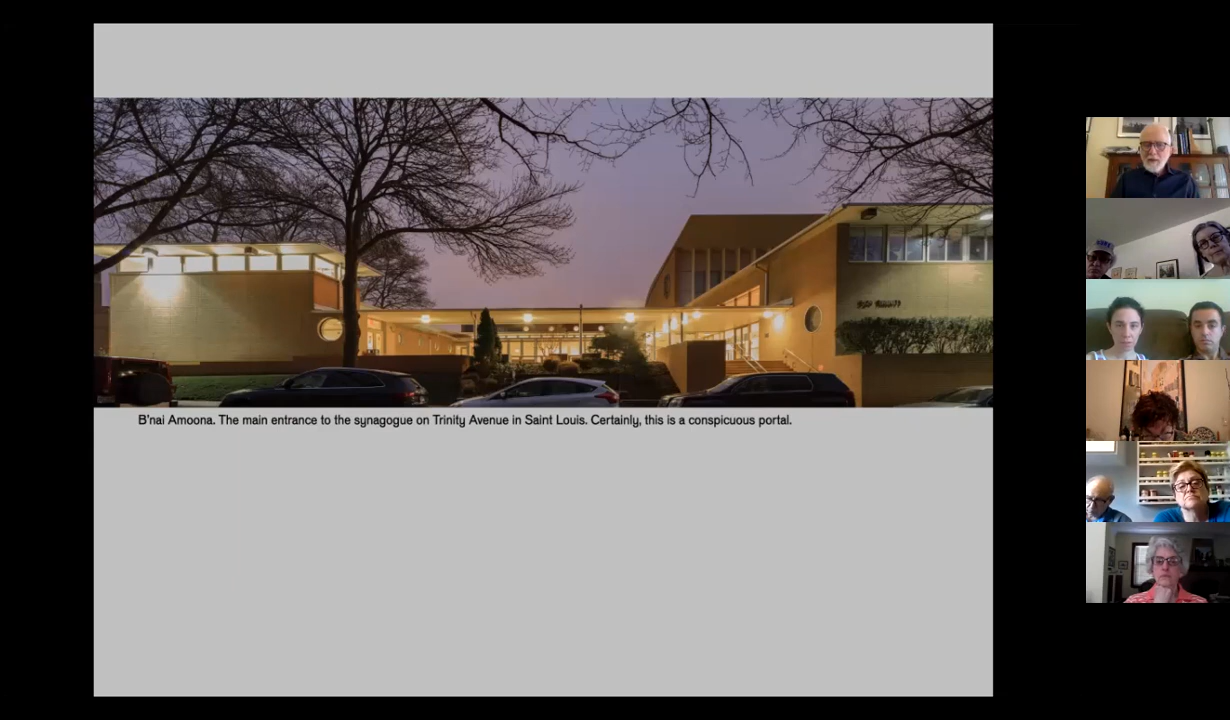 B'nai Amoona. The main entrance to the synagogue on Trinity Avenue in Saint Louis. Certainly, this is a conspicuous portal.